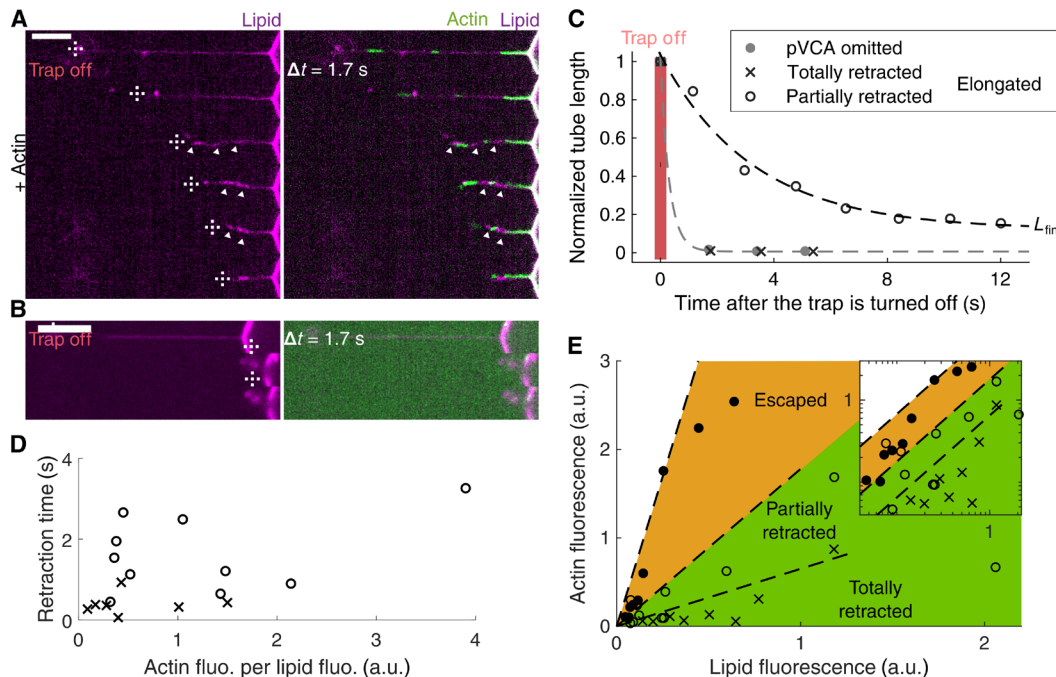 A
Lipid
Actin
Lipid
Trap off
Δt = 1.7 s
+ Actin
B
Trap off
Δt = 1.7 s
C
Trap off
pVCA omitted
Totally retracted
Partially retracted
Elongated
Normalized tube length
1
0.8
0.6
0.4
0.2
0
L_fin
0
3
6
9
12
Time after the trap is turned off (s)
D
Retraction time (s)
4
2
0
0
1
2
3
4
Actin fluo. per lipid fluo. (a.u.)
E
Actin fluorescence (a.u.)
3
2
1
0
Escaped
Partially
retracted
Totally
retracted
1
1
0
1
2
Lipid fluorescence (a.u.)